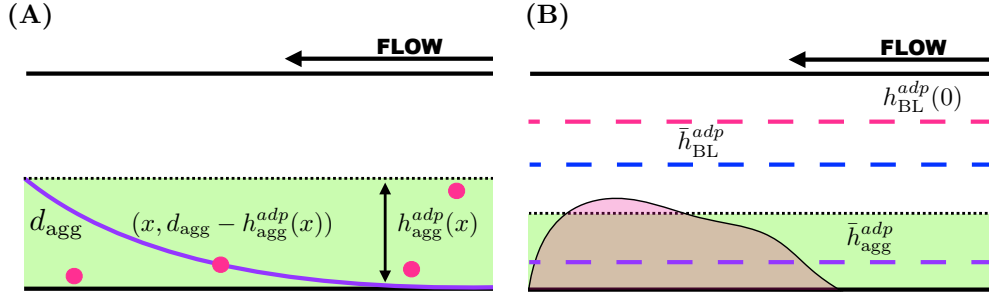 (A)
FLOW
d_agg
(x, d_agg − h_agg^adp(x))
h_agg^adp(x)
(B)
FLOW
h_BL^adp(0)
h̄_BL^adp
h̄_agg^adp